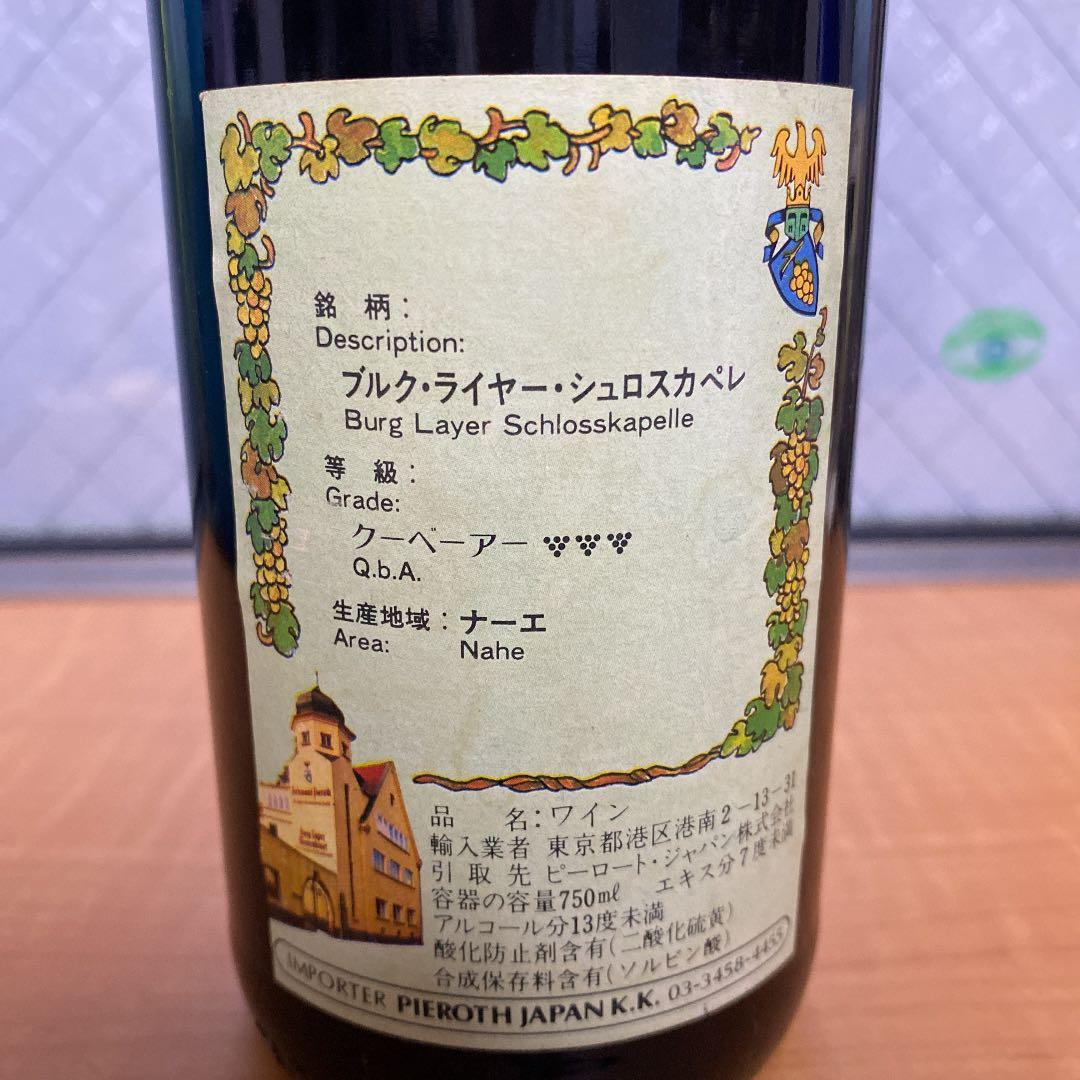 銘 柄：
Description:
ブルク・ライヤー・シュロスカペレ
Burg Layer Schlosskapelle
等 級：
Grade:
クーベーアー
Q.b.A.
生産地域：ナーエ
Area: Nahe
品 名：ワイン
輸入業者 東京都港区港南2-13-31
引 取 先 ピーロート・ジャパン株式会社
容器の容量750ml エキス分7度未満
アルコール分13度未満
酸化防止剤含有(二酸化硫黄)
合成保存料含有(ソルビン酸)
IMPORTER PIEROTH JAPAN K.K. 03-3458-4455